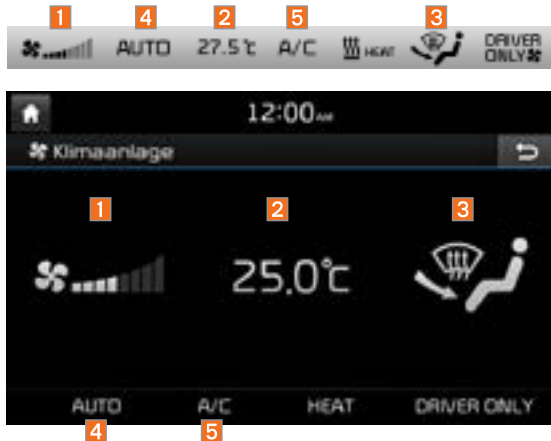 1 4 2 5 3
AUTO 27.5℃ A/C HEAT DRIVER ONLY
12:00AM
Klimaanlage
1 2 3
25.0℃
AUTO A/C HEAT DRIVER ONLY
4 5